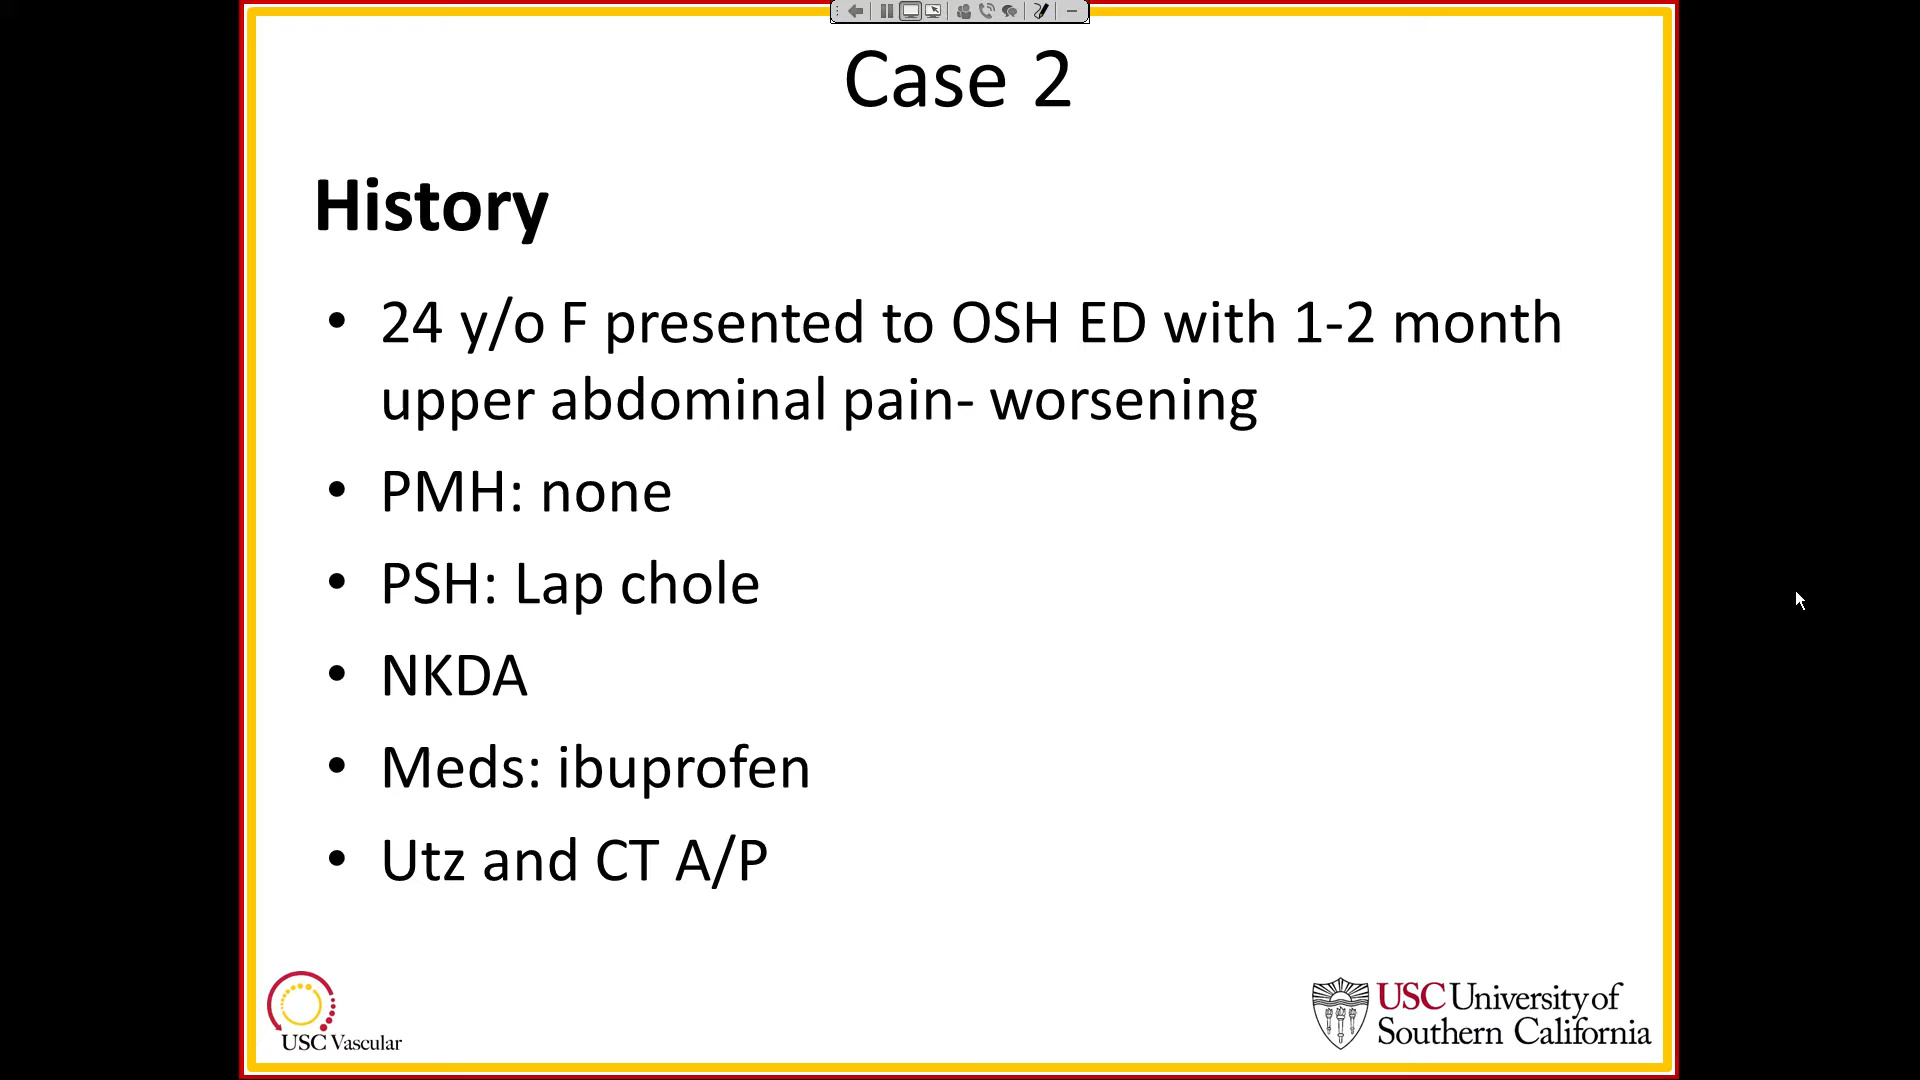 Case 2
History
• 24 y/o F presented to OSH ED with 1-2 month
upper abdominal pain- worsening
• PMH: none
• PSH: Lap chole
• NKDA
• Meds: ibuprofen
• Utz and CT A/P
USC Vascular
USC University of
Southern California